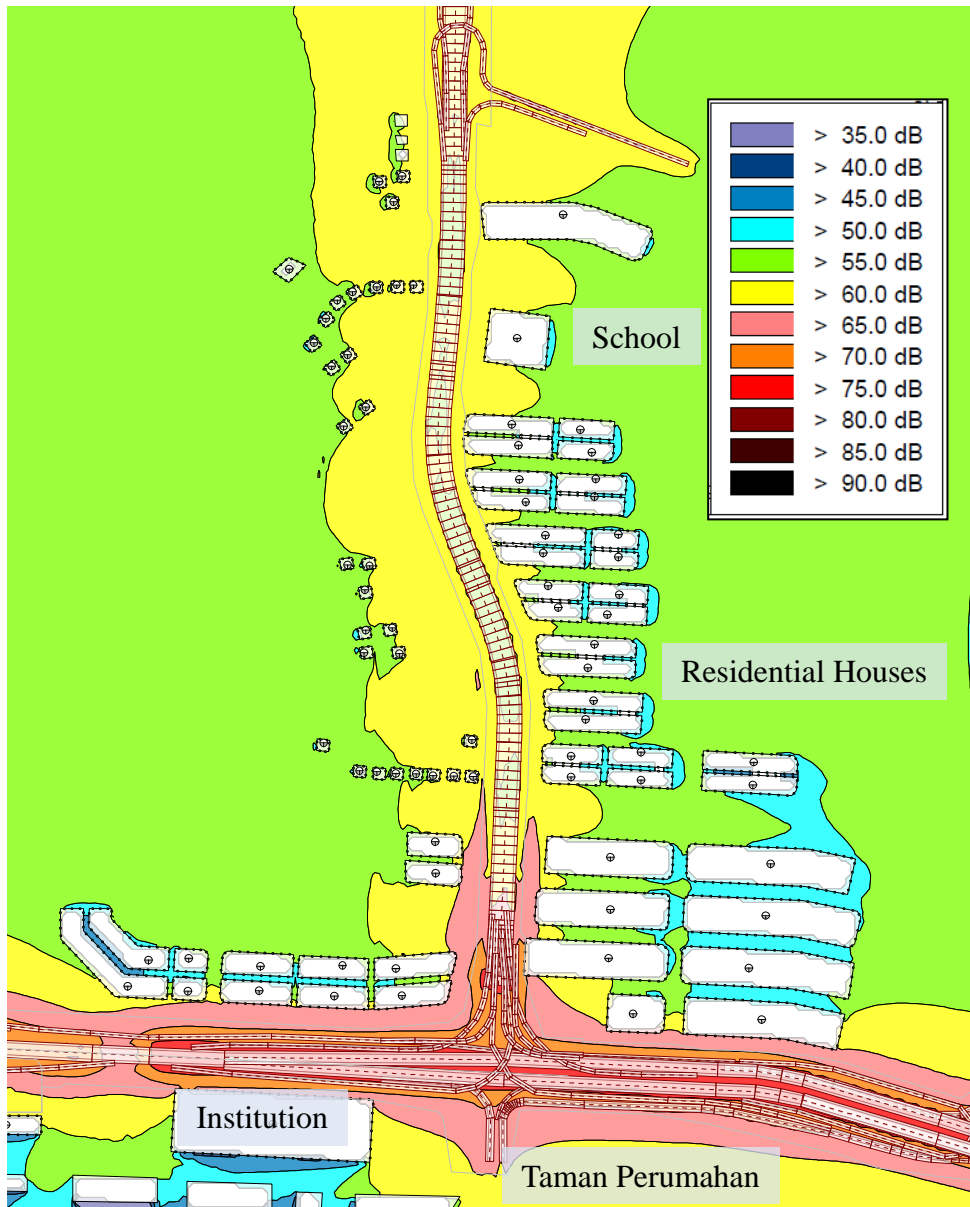 > 35.0 dB
> 40.0 dB
> 45.0 dB
> 50.0 dB
> 55.0 dB
> 60.0 dB
> 65.0 dB
> 70.0 dB
> 75.0 dB
> 80.0 dB
> 85.0 dB
> 90.0 dB
School
Residential Houses
Institution
Taman Perumahan